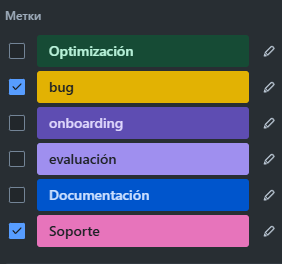 Метки
Optimización
bug
onboarding
evaluación
Documentación
Soporte